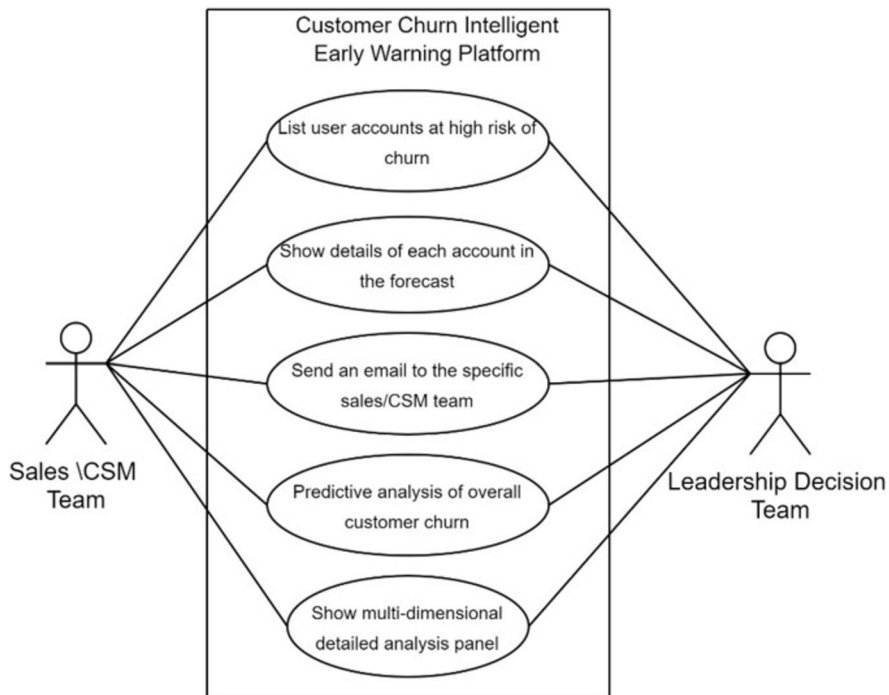 Customer Churn Intelligent
Early Warning Platform
List user accounts at high risk of
churn
Show details of each account in
the forecast
Send an email to the specific
sales/CSM team
Predictive analysis of overall
customer churn
Show multi-dimensional
detailed analysis panel
Sales \CSM
Team
Leadership Decision
Team